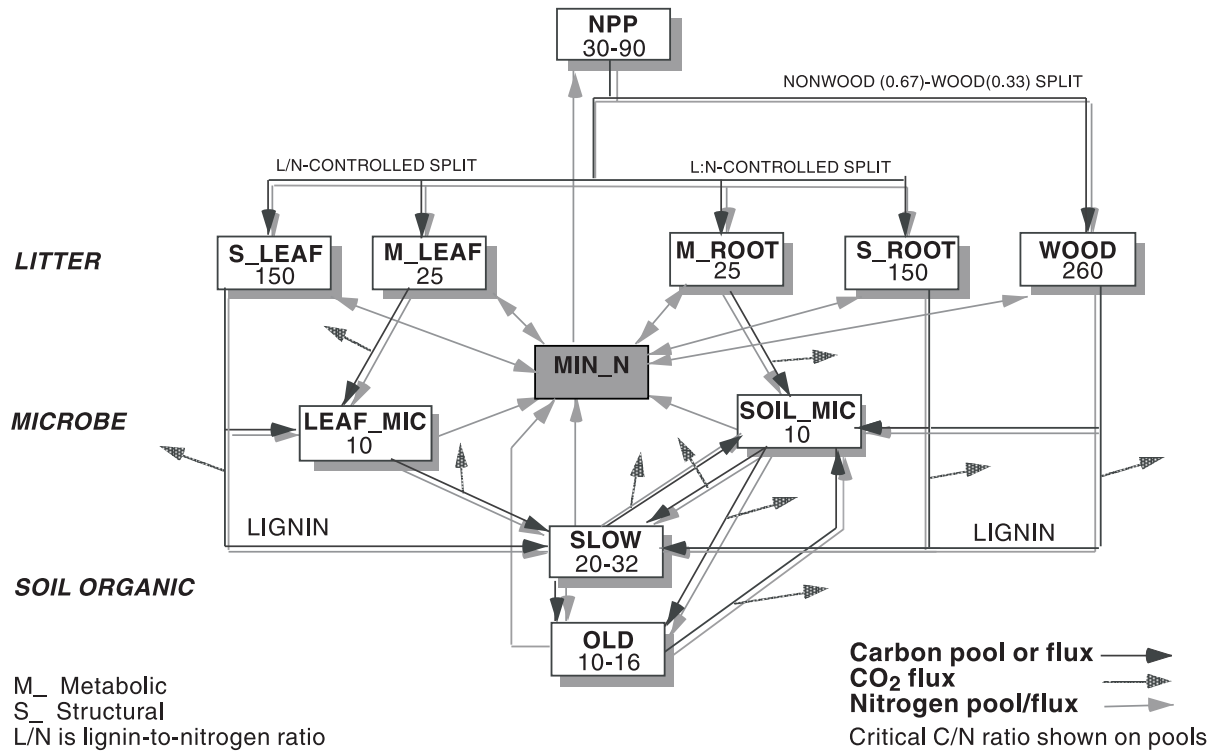 NPP
30-90
NONWOOD (0.67)-WOOD(0.33) SPLIT
L/N-CONTROLLED SPLIT
L:N-CONTROLLED SPLIT
LITTER
S_LEAF
150
M_LEAF
25
M_ROOT
25
S_ROOT
150
WOOD
260
MIN_N
MICROBE
LEAF_MIC
10
SOIL_MIC
10
LIGNIN
LIGNIN
SLOW
20-32
SOIL ORGANIC
OLD
10-16
M_ Metabolic
S_ Structural
L/N is lignin-to-nitrogen ratio
Carbon pool or flux
CO2 flux
Nitrogen pool/flux
Critical C/N ratio shown on pools